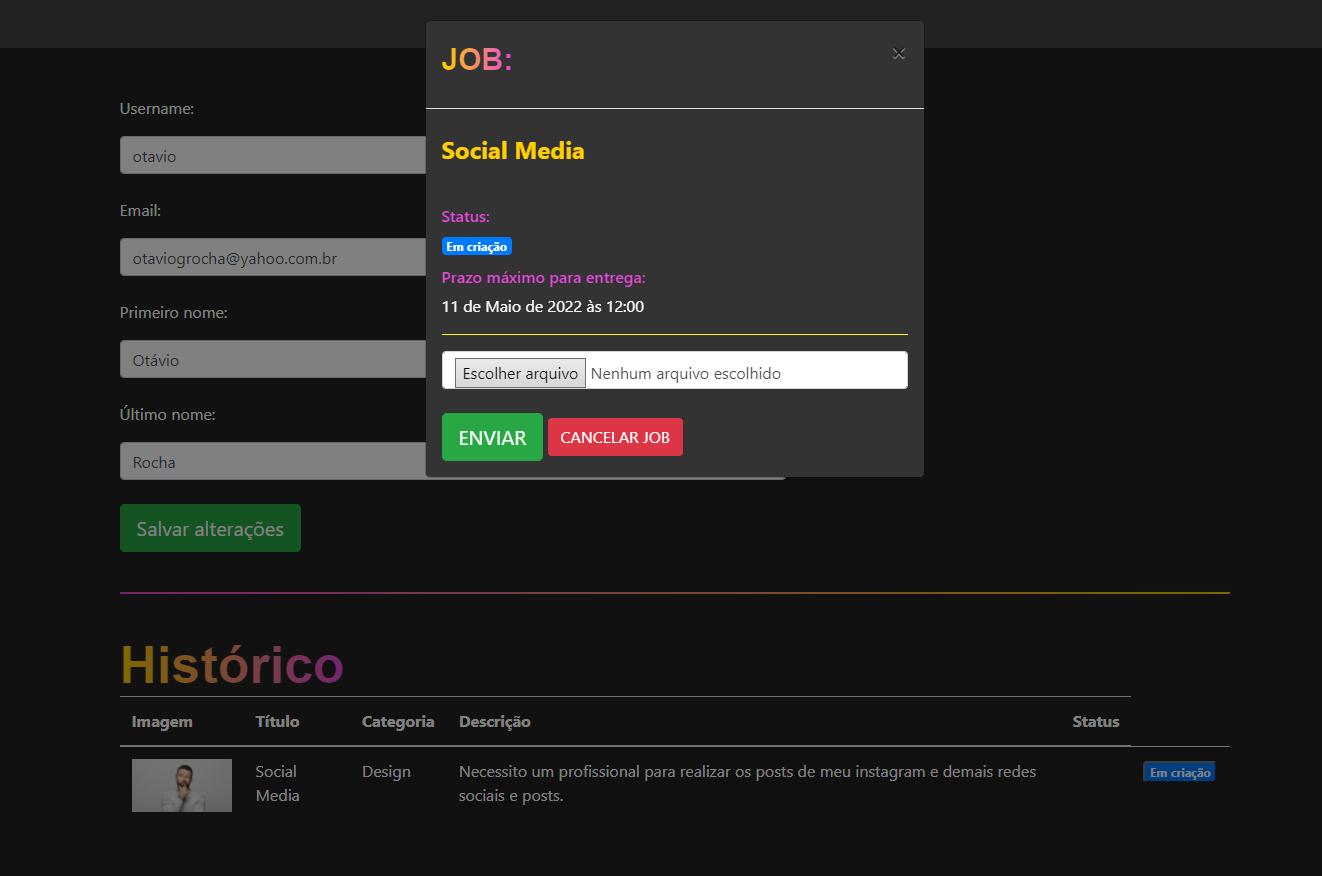 JOB:
×
Social Media
Status:
Em criação
Prazo máximo para entrega:
11 de Maio de 2022 às 12:00
Escolher arquivo Nenhum arquivo escolhido
ENVIAR CANCELAR JOB
Username:
otavio
Email:
otaviogrocha@yahoo.com.br
Primeiro nome:
Otávio
Último nome:
Rocha
Salvar alterações
Histórico
Imagem Título Categoria Descrição Status
Social Media Design Necessito um profissional para realizar os posts de meu instagram e demais redes sociais e posts. Em criação